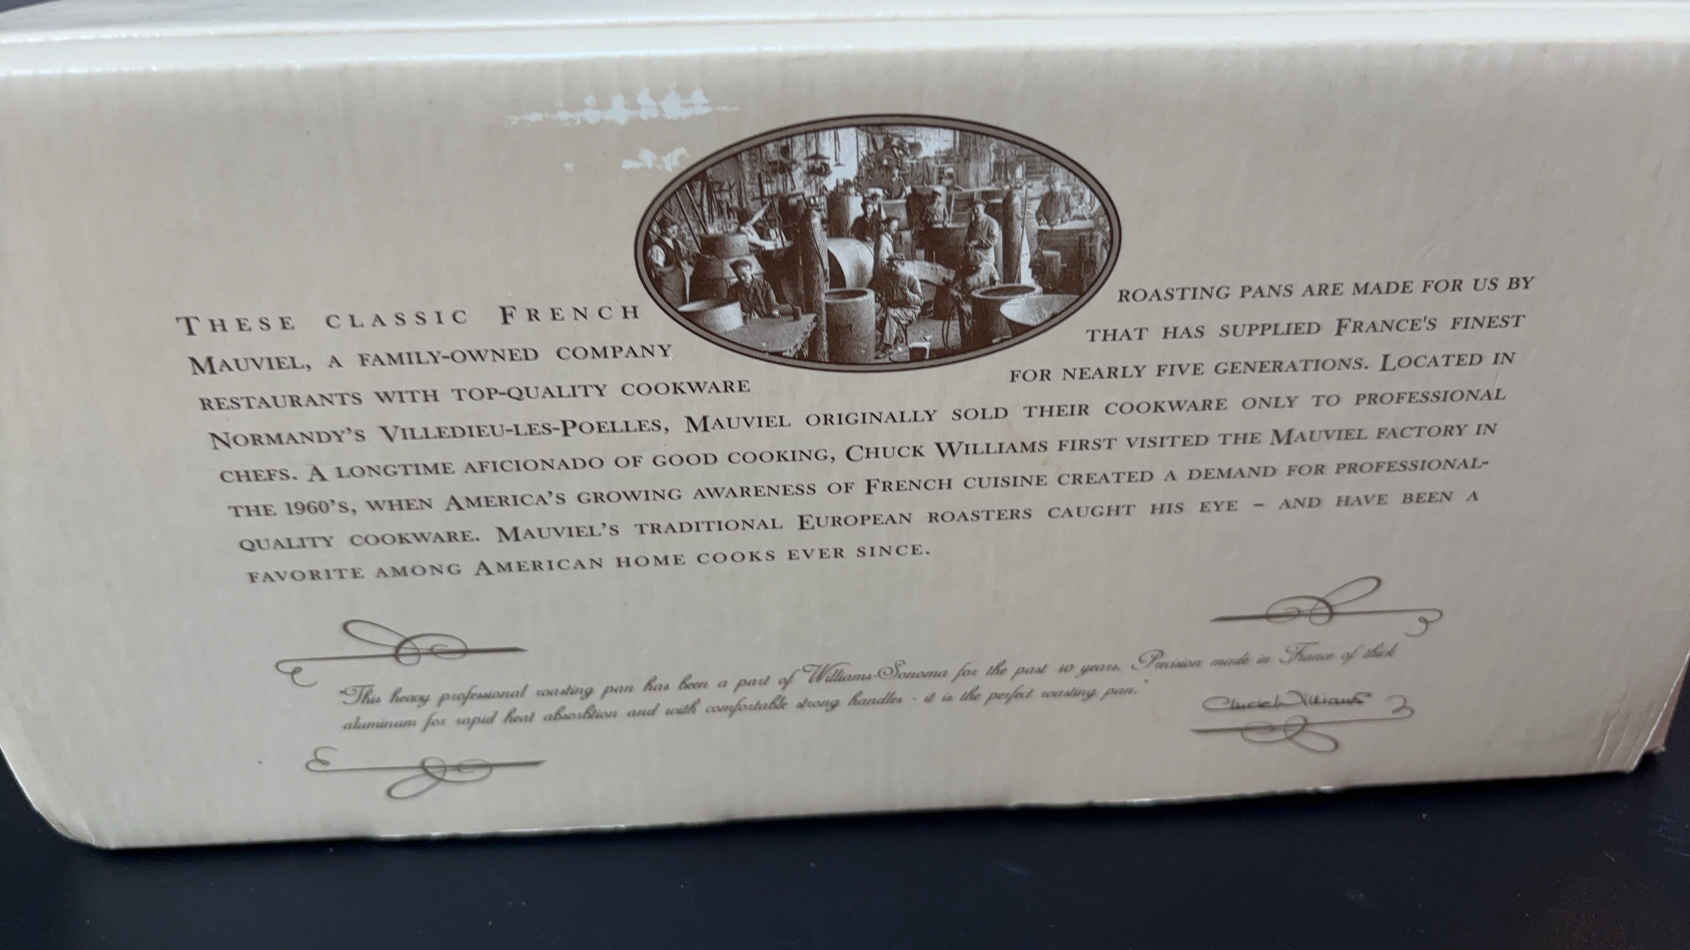 THESE CLASSIC FRENCH ROASTING PANS ARE MADE FOR US BY
MAUVIEL, A FAMILY-OWNED COMPANY THAT HAS SUPPLIED FRANCE'S FINEST
RESTAURANTS WITH TOP-QUALITY COOKWARE FOR NEARLY FIVE GENERATIONS. LOCATED IN
NORMANDY'S VILLEDIEU-LES-POELLES, MAUVIEL ORIGINALLY SOLD THEIR COOKWARE ONLY TO PROFESSIONAL
CHEFS. A LONGTIME AFICIONADO OF GOOD COOKING, CHUCK WILLIAMS FIRST VISITED THE MAUVIEL FACTORY IN
THE 1960'S, WHEN AMERICA'S GROWING AWARENESS OF FRENCH CUISINE CREATED A DEMAND FOR PROFESSIONAL-
QUALITY COOKWARE. MAUVIEL'S TRADITIONAL EUROPEAN ROASTERS CAUGHT HIS EYE – AND HAVE BEEN A
FAVORITE AMONG AMERICAN HOME COOKS EVER SINCE.
"This heavy professional roasting pan has been a part of Williams-Sonoma for the past 10 years. Precision made in France of thick
aluminum for rapid heat absorbtion and with comfortable strong handles - it is the perfect roasting pan."
Chuck Williams